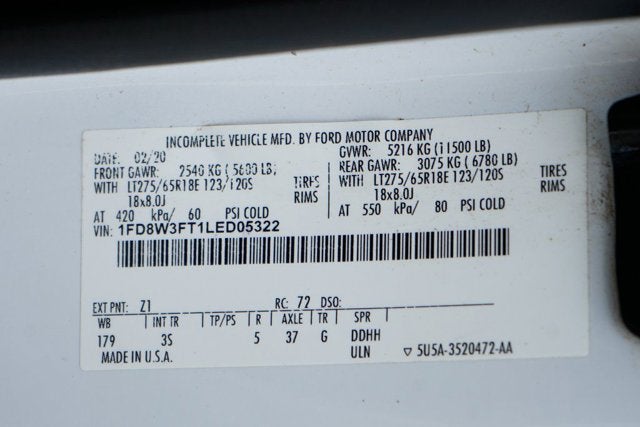 INCOMPLETE VEHICLE MFD. BY FORD MOTOR COMPANY
DATE: 02/20 GVWR: 5216 KG (11500 LB)
FRONT GAWR: 2540 KG (5600 LB) REAR GAWR: 3075 KG (6780 LB)
WITH LT275/65R18E 123/120S TIRES WITH LT275/65R18E 123/120S TIRES
18x8.0J RIMS 18x8.0J RIMS
AT 420 kPa/ 60 PSI COLD AT 550 kPa/ 80 PSI COLD
VIN: 1FD8W3FT1LED05322
EXT PNT: Z1 RC: 72 DSO:
WB INT TR TP/PS R AXLE TR SPR
179 3S 5 37 G DDHH
MADE IN U.S.A. ULN ▽ 5U5A-3520472-AA